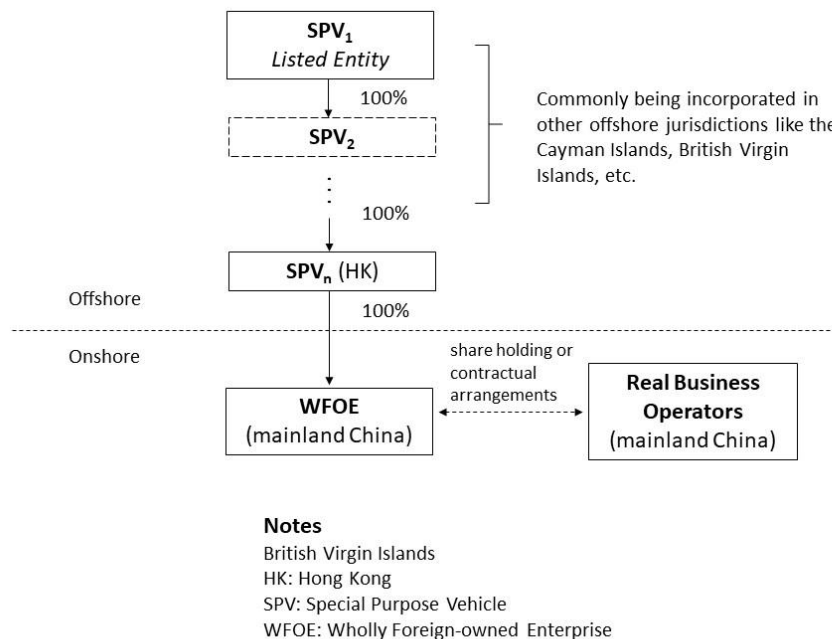 SPV₁
Listed Entity
100%
SPV₂
Commonly being incorporated in
other offshore jurisdictions like the
Cayman Islands, British Virgin
Islands, etc.
100%
SPVₙ (HK)
Offshore
100%
Onshore
share holding or
contractual
arrangements
WFOE
(mainland China)
Real Business
Operators
(mainland China)
Notes
British Virgin Islands
HK: Hong Kong
SPV: Special Purpose Vehicle
WFOE: Wholly Foreign-owned Enterprise